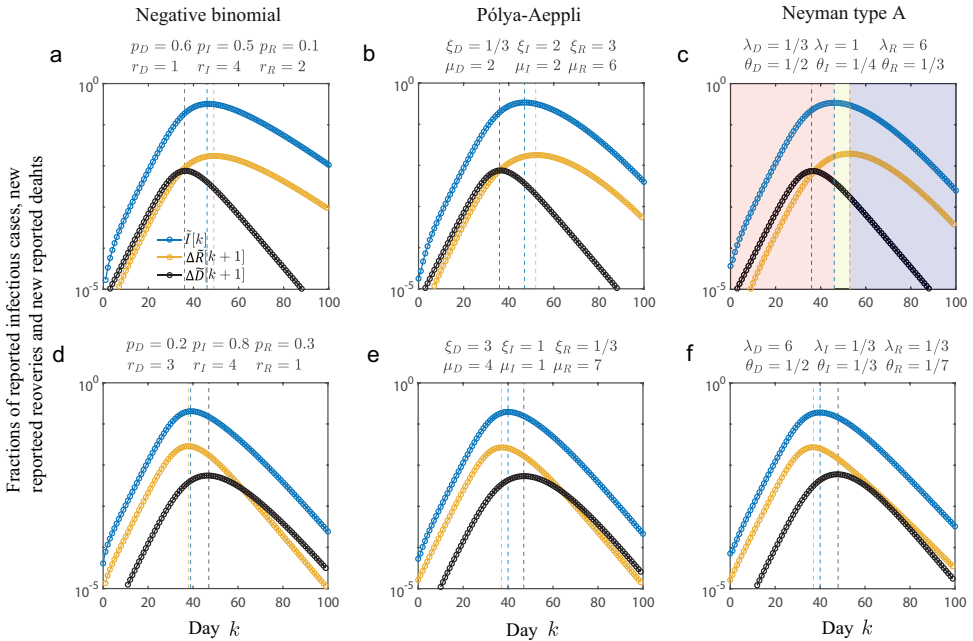 Negative binomial
Pólya-Aeppli
Neyman type A
Fractions of reported infectious cases, new
reported reoveries and new reported deahts
a
p_D = 0.6 p_I = 0.5 p_R = 0.1
r_D = 1 r_I = 4 r_R = 2
10^0
10^-5
0 20 40 60 80 100
Ĩ[k]
ΔR̃[k + 1]
ΔD̃[k + 1]
b
ξ_D = 1/3 ξ_I = 2 ξ_R = 3
μ_D = 2 μ_I = 2 μ_R = 6
10^0
10^-5
0 20 40 60 80 100
c
λ_D = 1/3 λ_I = 1 λ_R = 6
θ_D = 1/2 θ_I = 1/4 θ_R = 1/3
10^0
10^-5
0 20 40 60 80 100
d
p_D = 0.2 p_I = 0.8 p_R = 0.3
r_D = 3 r_I = 4 r_R = 1
10^0
10^-5
0 20 40 60 80 100
Day k
e
ξ_D = 3 ξ_I = 1 ξ_R = 1/3
μ_D = 4 μ_I = 1 μ_R = 7
10^0
10^-5
0 20 40 60 80 100
Day k
f
λ_D = 6 λ_I = 1/3 λ_R = 1/3
θ_D = 1/2 θ_I = 1/3 θ_R = 1/7
10^0
10^-5
0 20 40 60 80 100
Day k